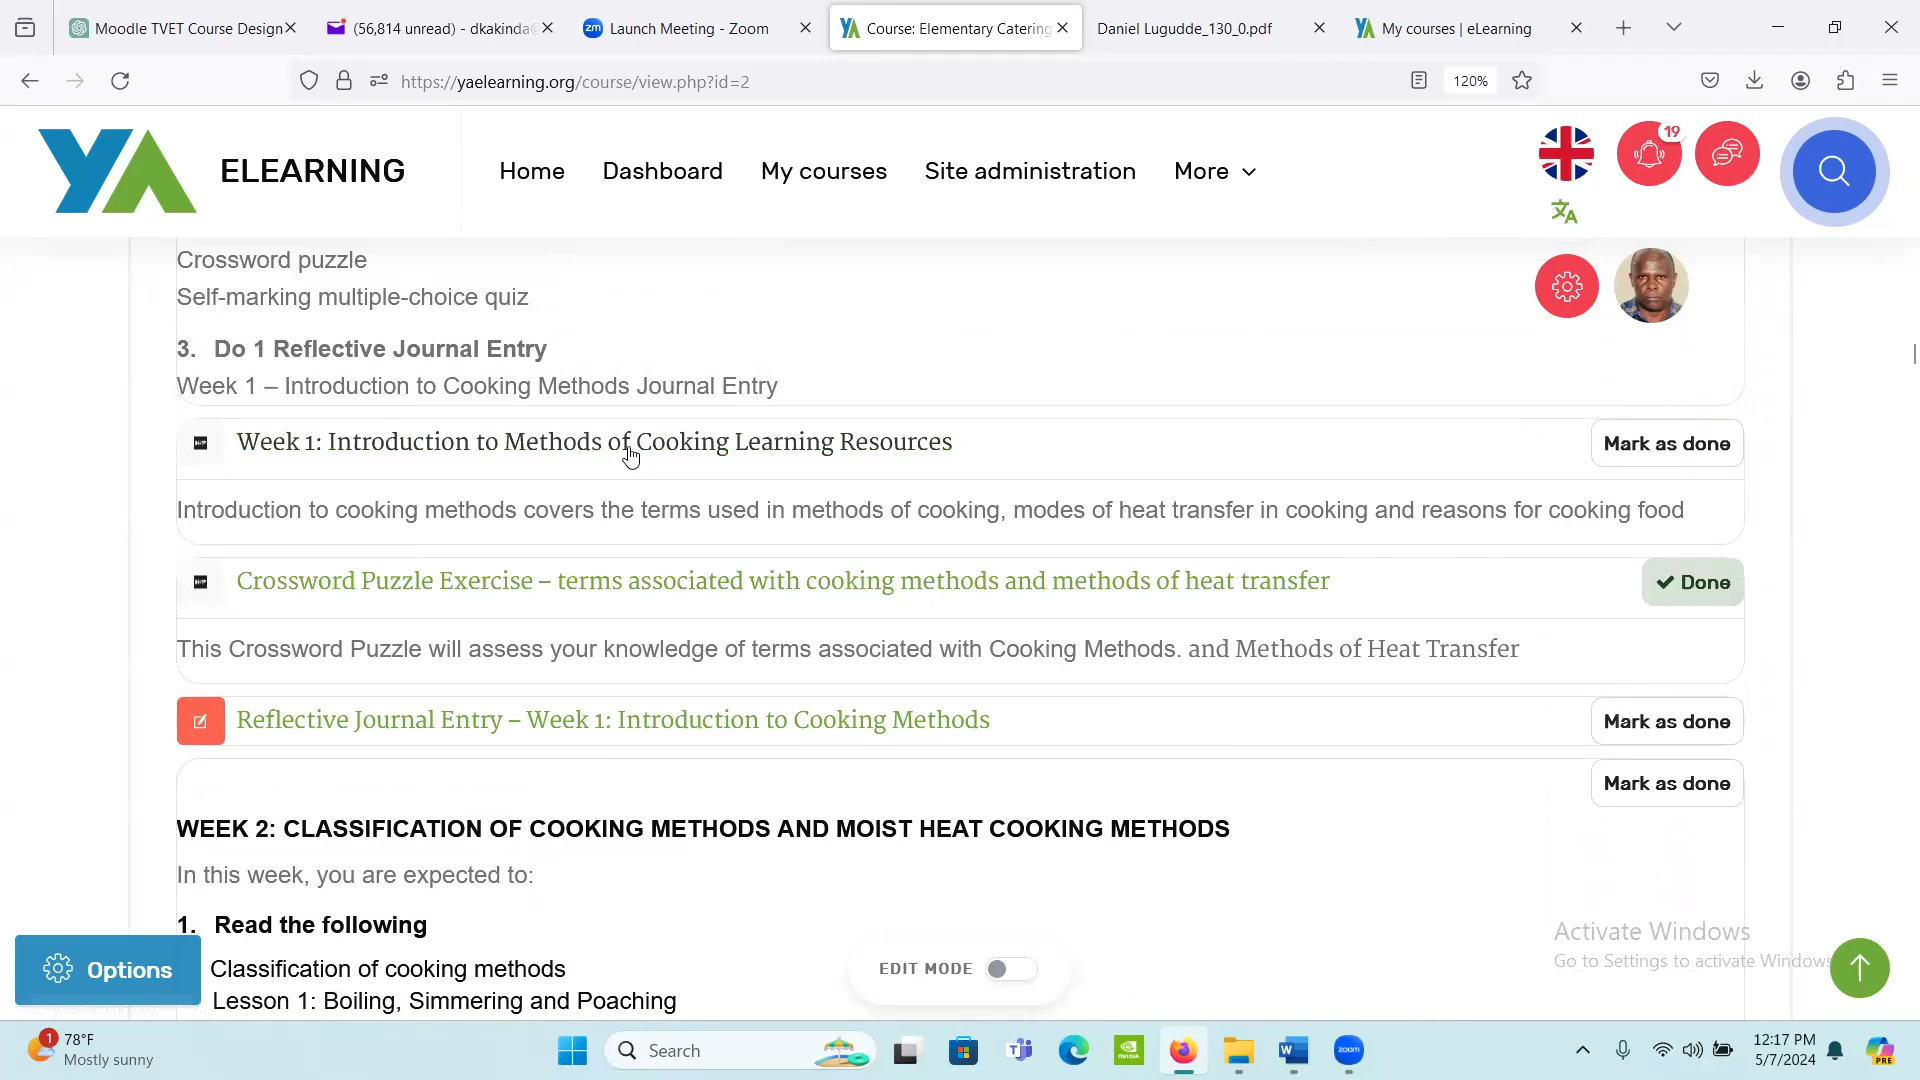 Moodle TVET Course Design
(56,814 unread) - dkakinda
Launch Meeting - Zoom
Course: Elementary Catering
Daniel Lugudde_130_0.pdf
My courses | eLearning
https://yaelearning.org/course/view.php?id=2
120%
YA
ELEARNING
Home
Dashboard
My courses
Site administration
More
19
Crossword puzzle
Self-marking multiple-choice quiz
3. Do 1 Reflective Journal Entry
Week 1 – Introduction to Cooking Methods Journal Entry
Week 1: Introduction to Methods of Cooking Learning Resources
Mark as done
Introduction to cooking methods covers the terms used in methods of cooking, modes of heat transfer in cooking and reasons for cooking food
Crossword Puzzle Exercise – terms associated with cooking methods and methods of heat transfer
Done
This Crossword Puzzle will assess your knowledge of terms associated with Cooking Methods. and Methods of Heat Transfer
Reflective Journal Entry – Week 1: Introduction to Cooking Methods
Mark as done
Mark as done
WEEK 2: CLASSIFICATION OF COOKING METHODS AND MOIST HEAT COOKING METHODS
In this week, you are expected to:
1. Read the following
Classification of cooking methods
Lesson 1: Boiling, Simmering and Poaching
Options
EDIT MODE
Activate Windows
Go to Settings to activate Windows
1
78°F
Mostly sunny
Search
zoom
12:17 PM
5/7/2024
PRE